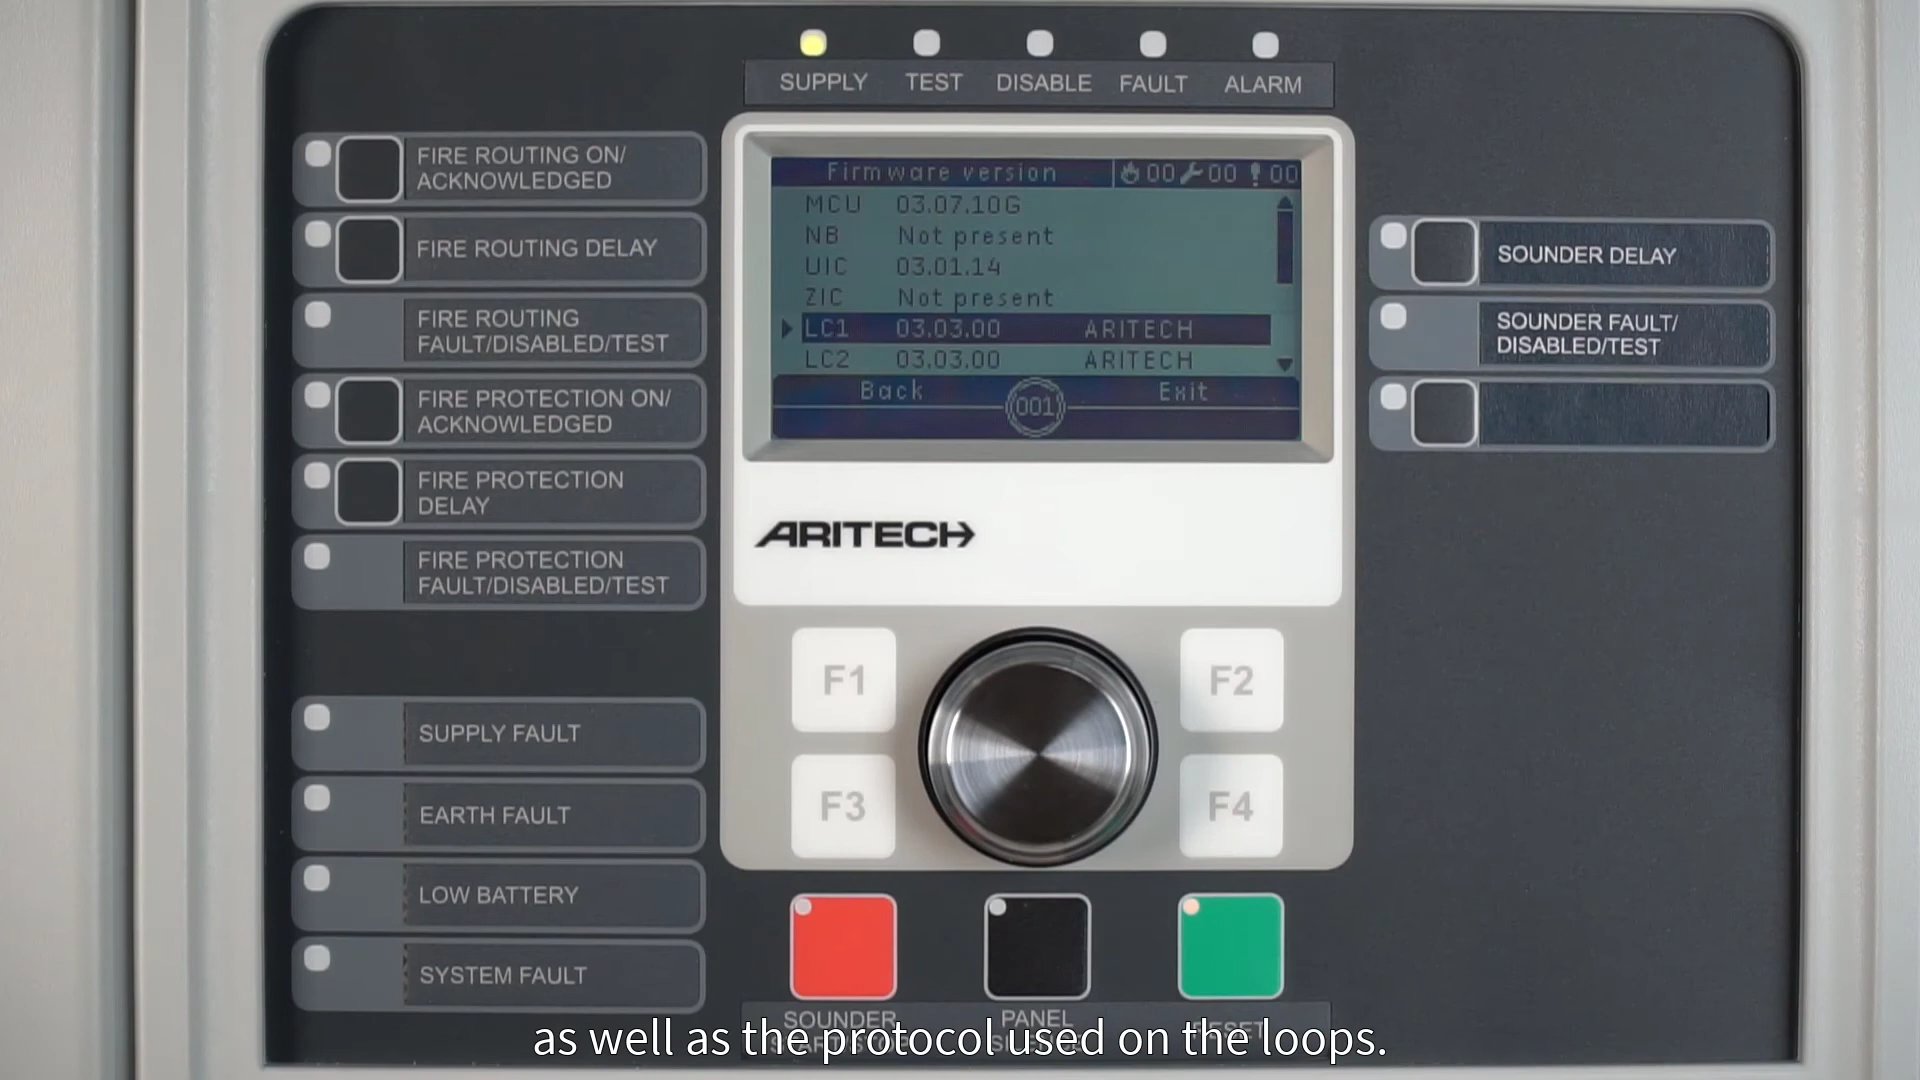 SUPPLY TEST DISABLE FAULT ALARM
FIRE ROUTING ON/
ACKNOWLEDGED
FIRE ROUTING DELAY
FIRE ROUTING
FAULT/DISABLED/TEST
FIRE PROTECTION ON/
ACKNOWLEDGED
FIRE PROTECTION
DELAY
FIRE PROTECTION
FAULT/DISABLED/TEST
SUPPLY FAULT
EARTH FAULT
LOW BATTERY
SYSTEM FAULT
Firmware version 00 00 00
MCU 03.07.10G
NB Not present
UIC 03.01.14
ZIC Not present
LC1 03.03.00 ARITECH
LC2 03.03.00 ARITECH
Back 001 Exit
ARITECH
F1 F2
F3 F4
SOUNDER DELAY
SOUNDER FAULT/
DISABLED/TEST
SOUNDER PANEL RESET
START/STOP
as well as the protocol used on the loops.